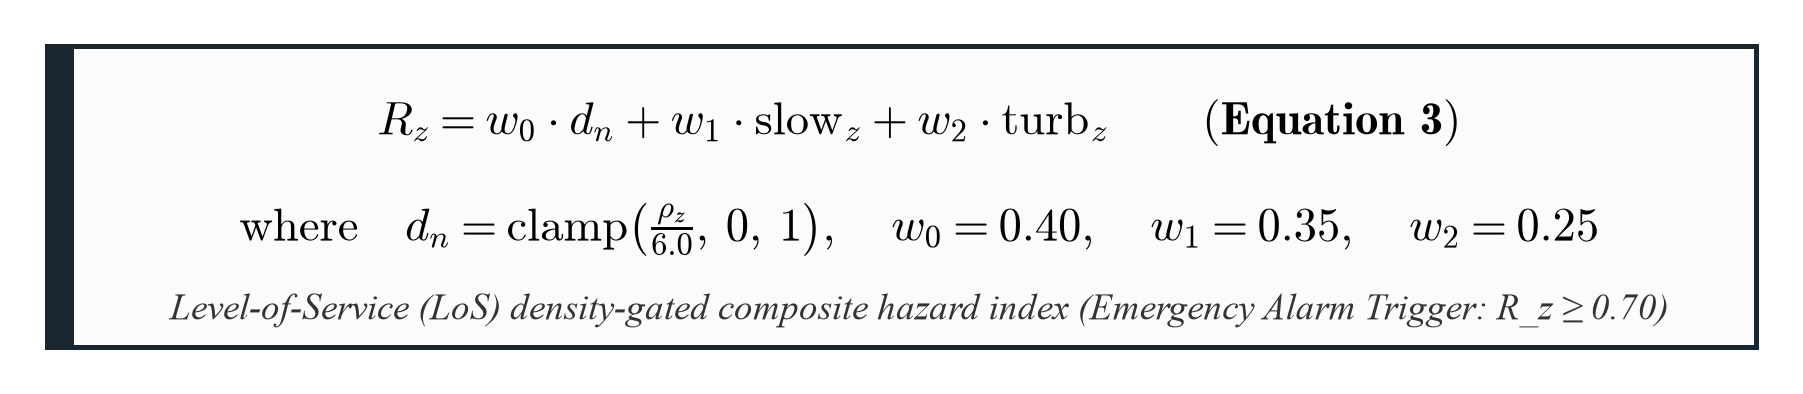 R_z = w_0 · d_n + w_1 · slow_z + w_2 · turb_z (Equation 3)
where d_n = clamp(ρ_z/6.0, 0, 1), w_0 = 0.40, w_1 = 0.35, w_2 = 0.25
Level-of-Service (LoS) density-gated composite hazard index (Emergency Alarm Trigger: R_z ≥ 0.70)